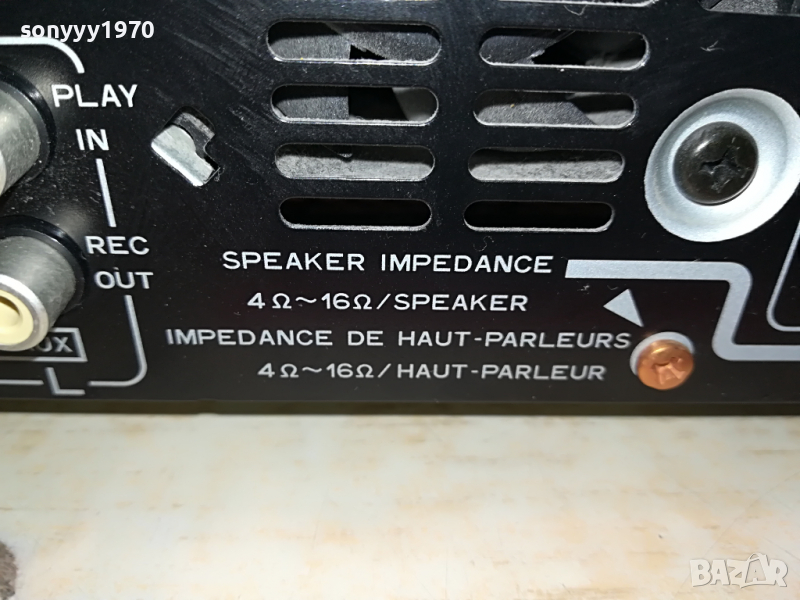 sonyyy1970
PLAY
IN
REC
OUT
L
SPEAKER IMPEDANCE
4Ω~16Ω/SPEAKER
IMPEDANCE DE HAUT-PARLEURS
4Ω~16Ω/HAUT-PARLEUR
BAZAR